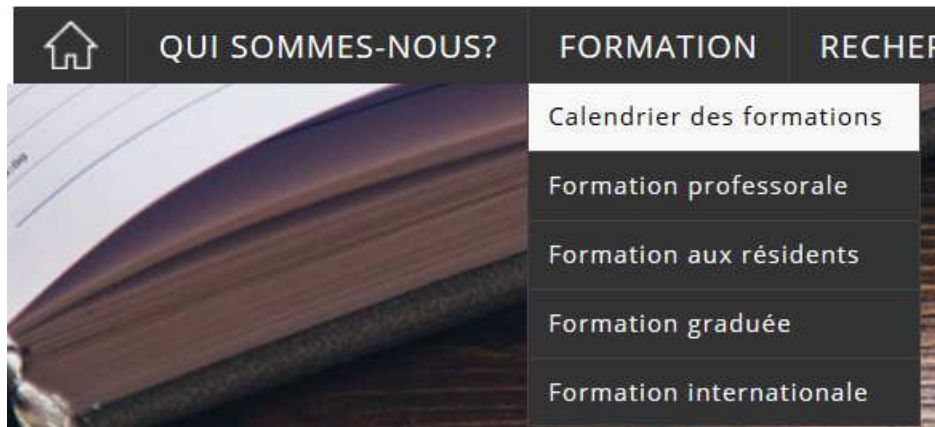 QUI SOMMES-NOUS? FORMATION
Calendrier des formations
Formation professorale
Formation aux résidents
Formation graduée
Formation internationale